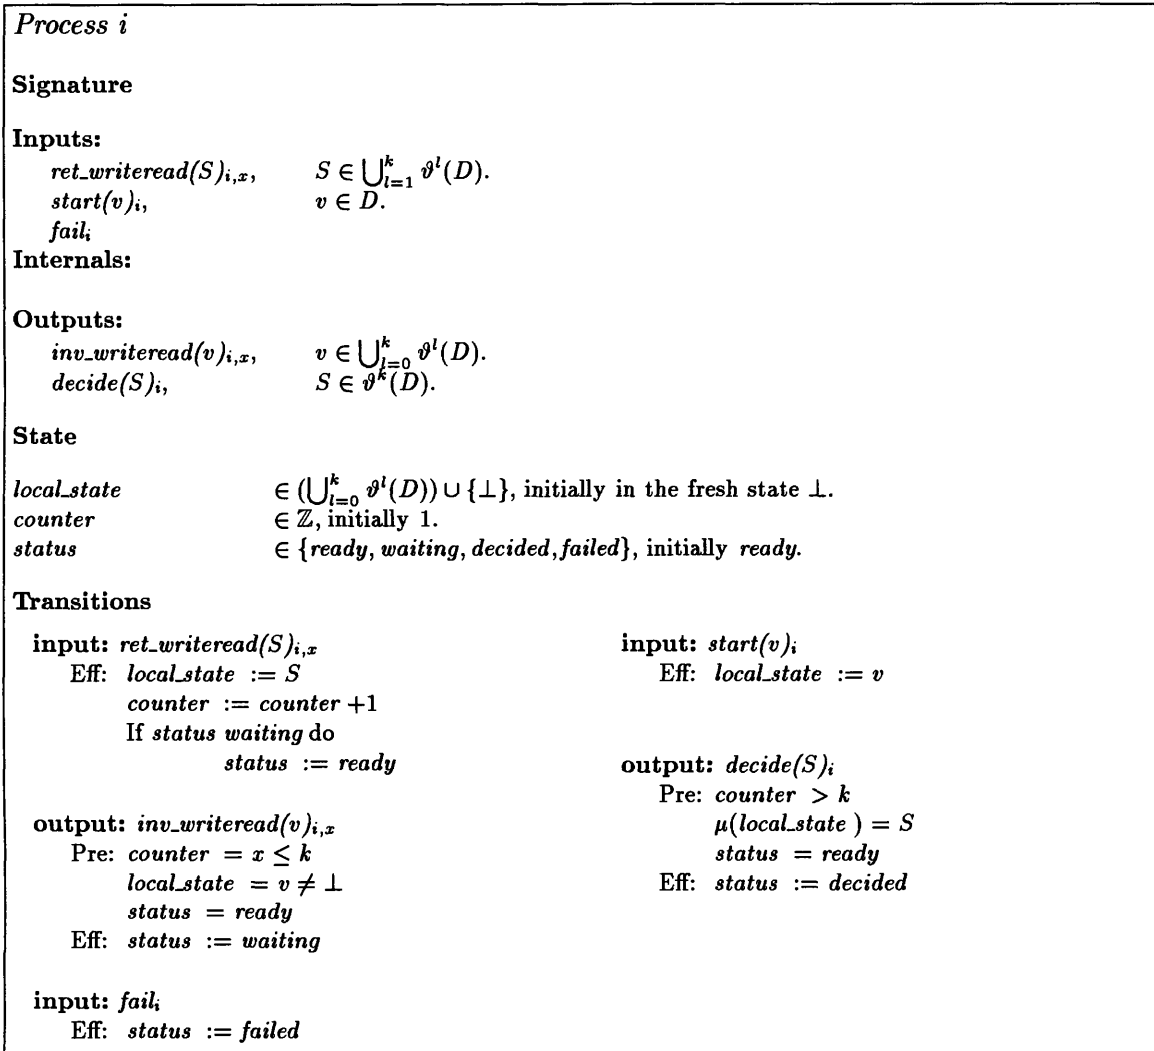 Process i
Signature
Inputs:
ret_writeread(S)_{i,x}, S ∈ ⋃_{l=1}^{k} ϑ^l(D).
start(v)_i, v ∈ D.
fail_i
Internals:
Outputs:
inv_writeread(v)_{i,x}, v ∈ ⋃_{l=0}^{k} ϑ^l(D).
decide(S)_i, S ∈ ϑ^k(D).
State
local_state ∈ (⋃_{l=0}^{k} ϑ^l(D)) ∪ {⊥}, initially in the fresh state ⊥.
counter ∈ ℤ, initially 1.
status ∈ {ready, waiting, decided, failed}, initially ready.
Transitions
input: ret_writeread(S)_{i,x}
Eff: local_state := S
counter := counter +1
If status waiting do
status := ready
output: inv_writeread(v)_{i,x}
Pre: counter = x ≤ k
local_state = v ≠ ⊥
status = ready
Eff: status := waiting
input: fail_i
Eff: status := failed
input: start(v)_i
Eff: local_state := v
output: decide(S)_i
Pre: counter > k
μ(local_state ) = S
status = ready
Eff: status := decided